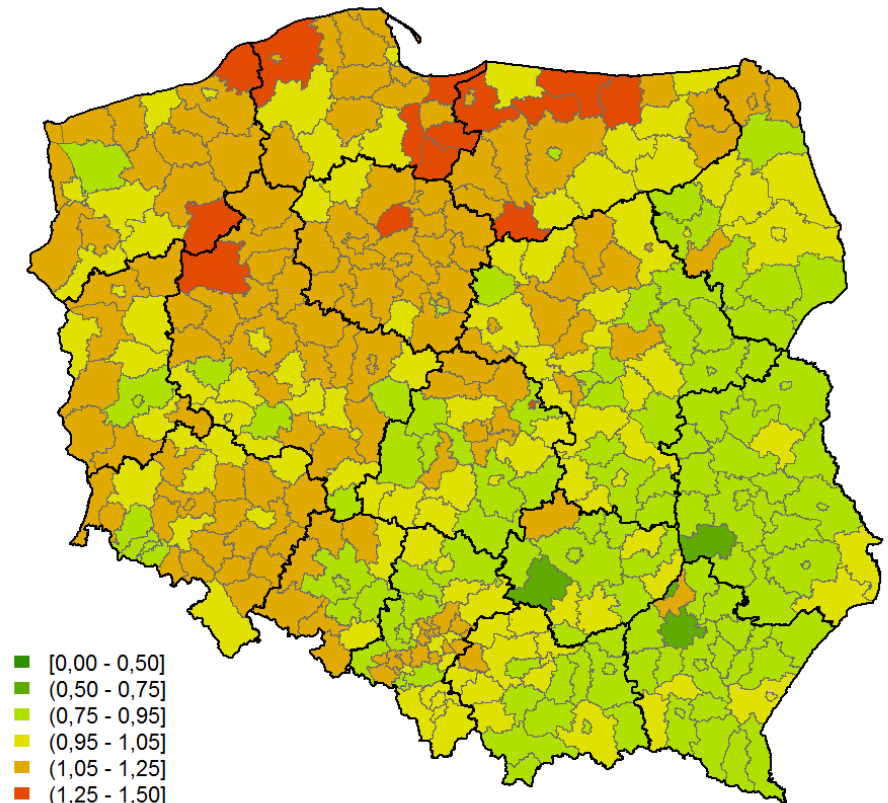 [0,00 - 0,50]
(0,50 - 0,75]
(0,75 - 0,95]
(0,95 - 1,05]
(1,05 - 1,25]
(1,25 - 1,50]